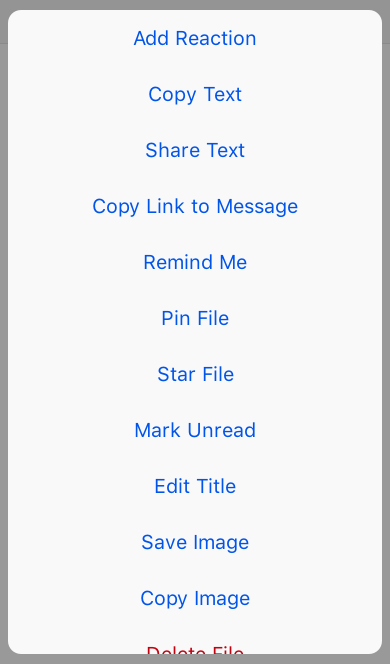 Add Reaction
Copy Text
Share Text
Copy Link to Message
Remind Me
Pin File
Star File
Mark Unread
Edit Title
Save Image
Copy Image
Delete File